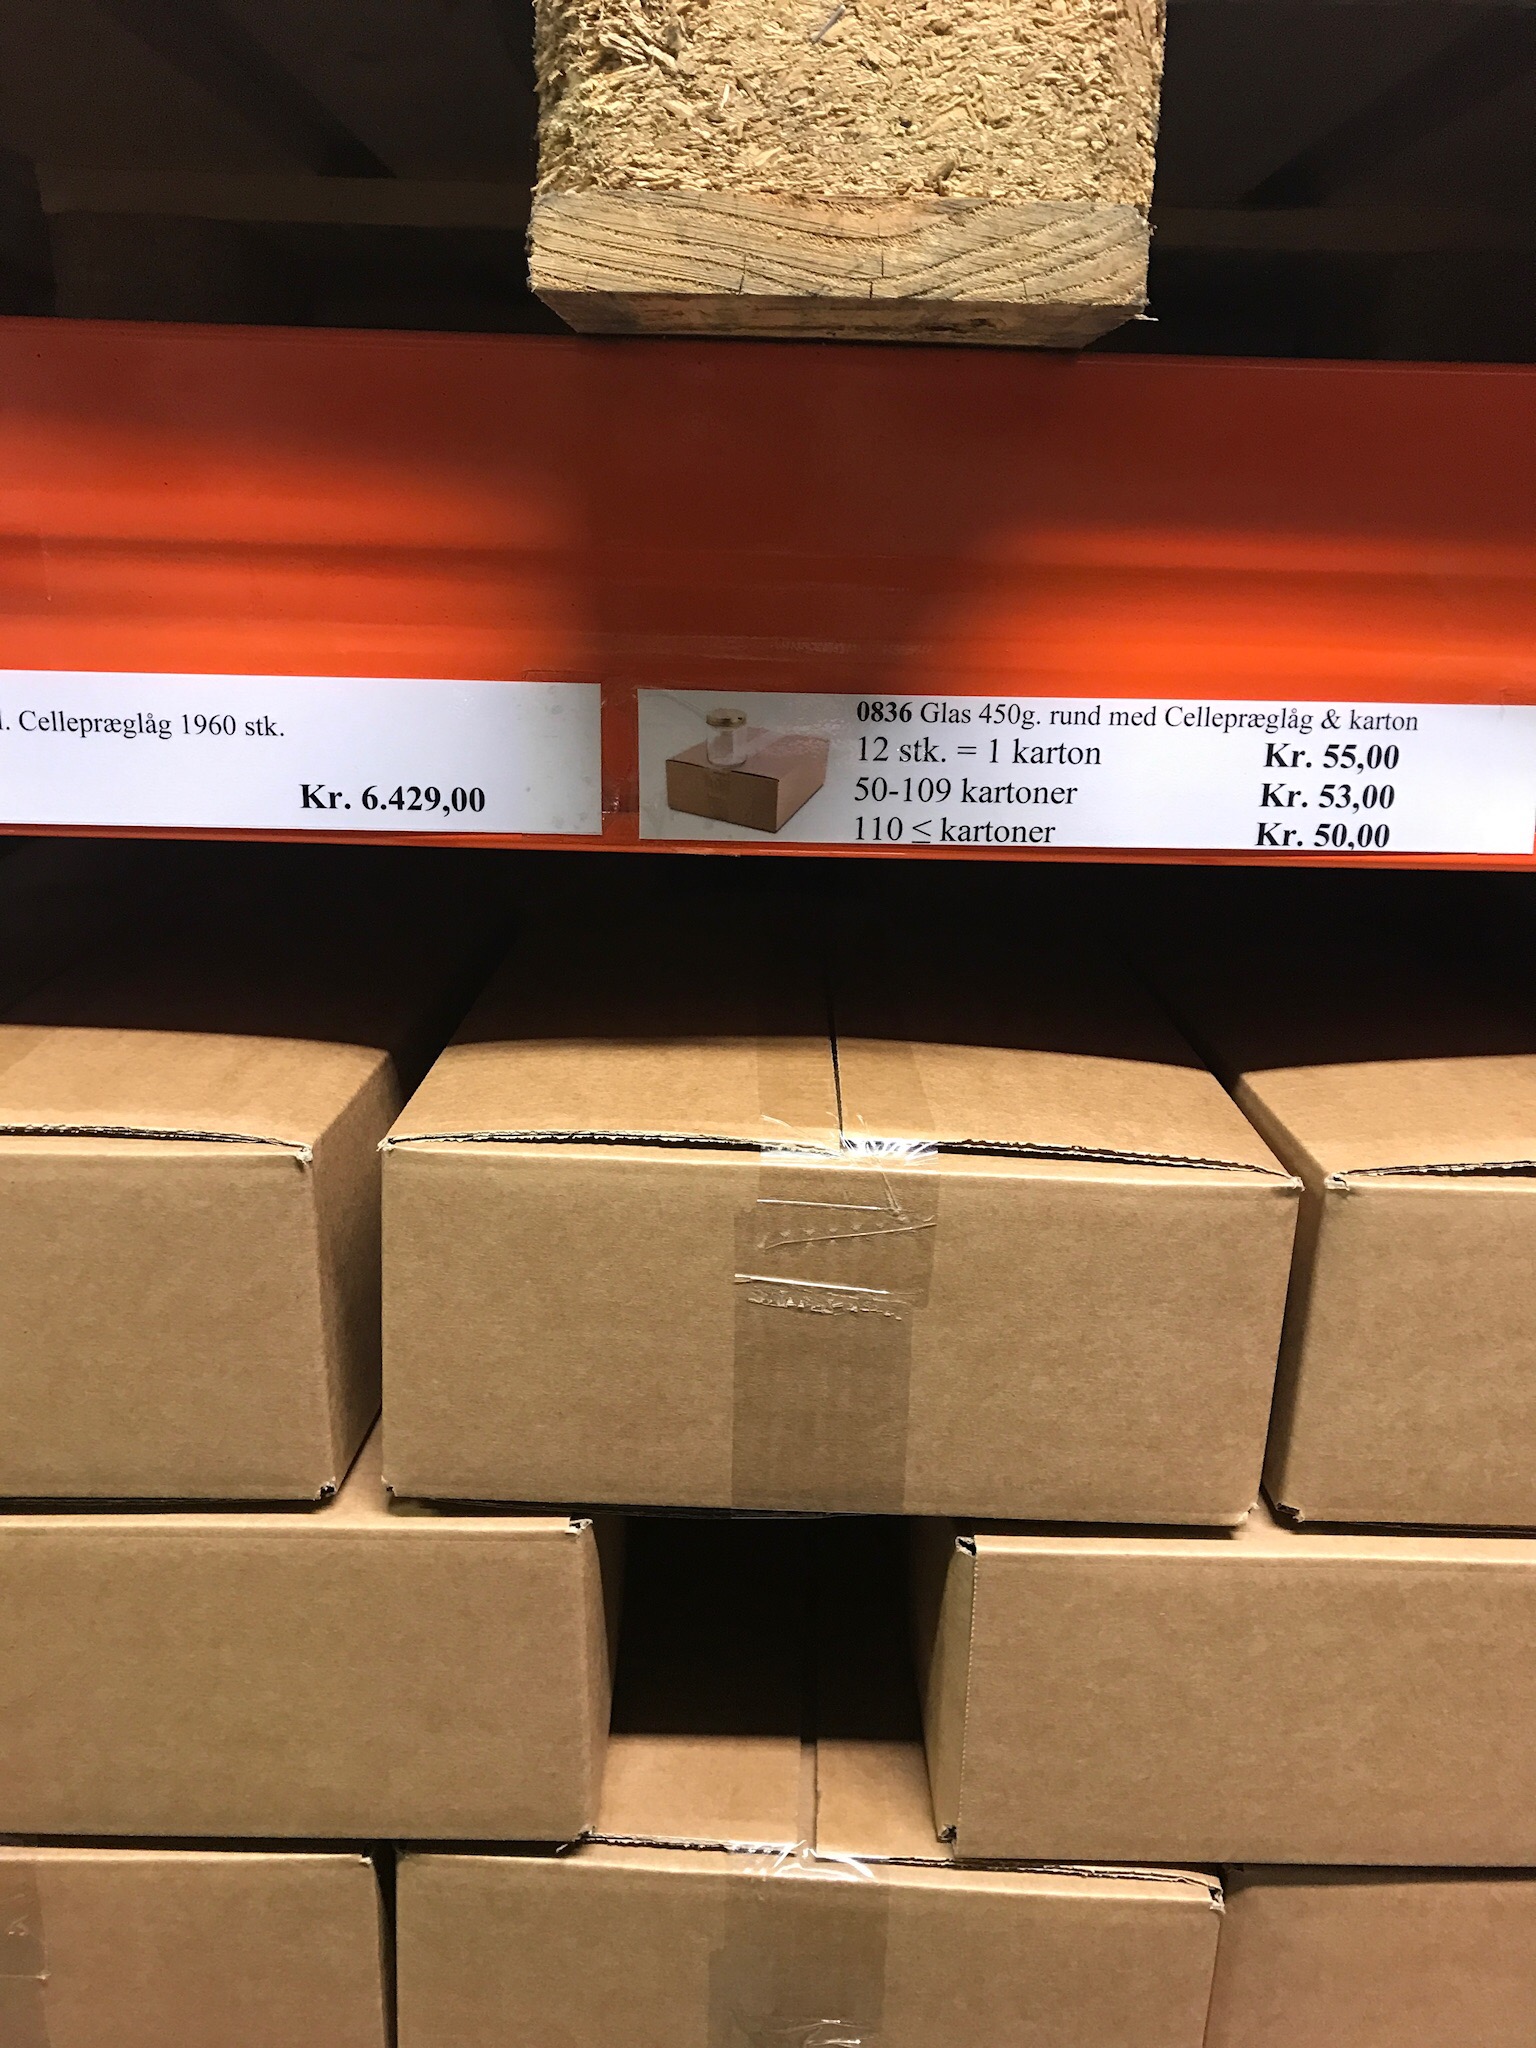 . Cellepræglåg 1960 stk.
Kr. 6.429,00
0836 Glas 450g. rund med Cellepræglåg & karton
12 stk. = 1 karton Kr. 55,00
50-109 kartoner Kr. 53,00
110 ≤ kartoner Kr. 50,00